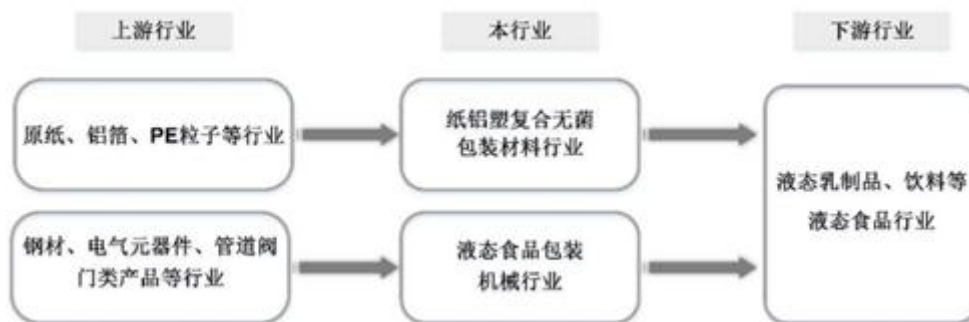 上游行业
本行业
下游行业
原纸、铝箔、PE粒子等行业
纸铝塑复合无菌
包装材料行业
钢材、电气元器件、管道阀
门类产品等行业
液态食品包装
机械行业
液态乳制品、饮料等
液态食品行业